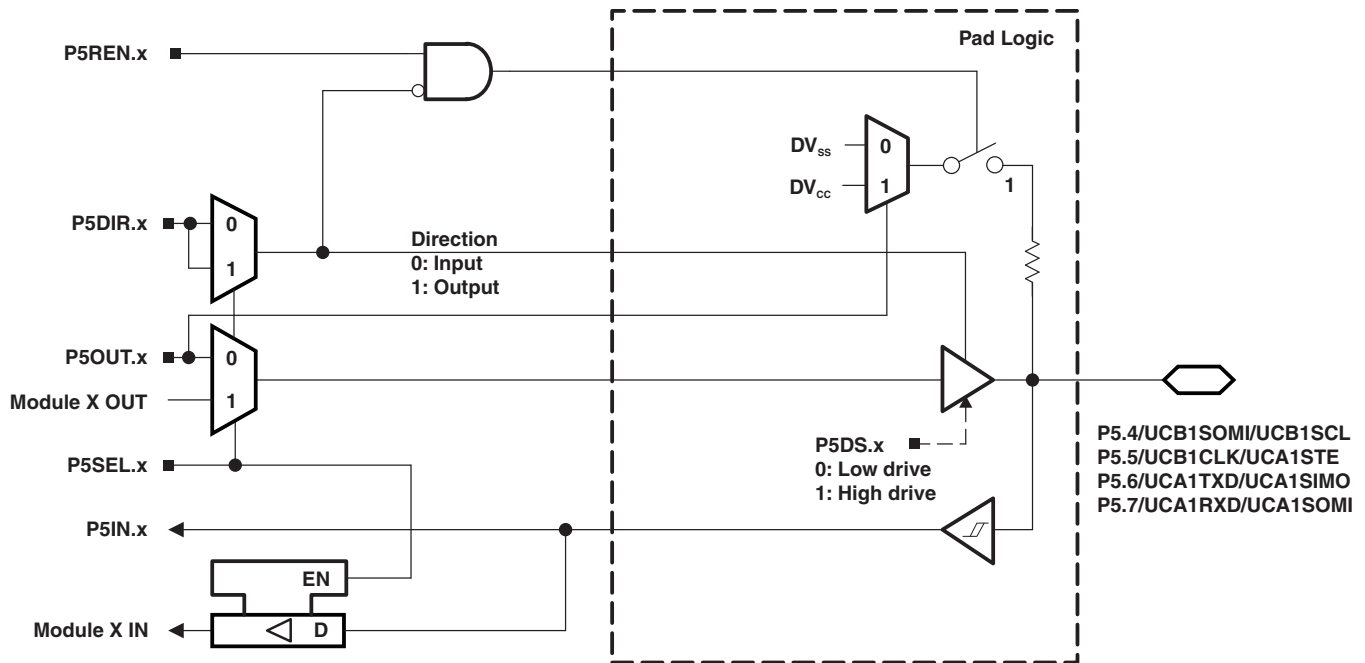 Pad Logic
P5REN.x
DVss
0
DVcc
1
1
P5DIR.x
0
1
Direction
0: Input
1: Output
P5OUT.x
0
Module X OUT
1
P5SEL.x
P5DS.x
0: Low drive
1: High drive
P5.4/UCB1SOMI/UCB1SCL
P5.5/UCB1CLK/UCA1STE
P5.6/UCA1TXD/UCA1SIMO
P5.7/UCA1RXD/UCA1SOMI
P5IN.x
EN
Module X IN
D